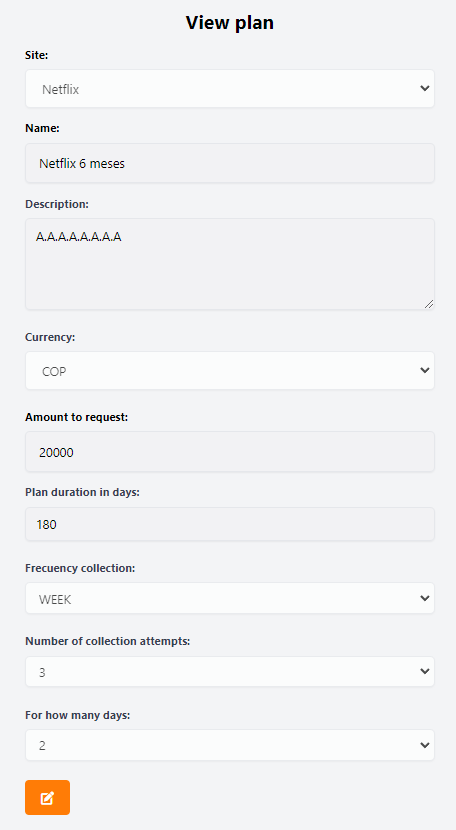 View plan
Site:
Netflix
Name:
Netflix 6 meses
Description:
A.A.A.A.A.A.A.A
Currency:
COP
Amount to request:
20000
Plan duration in days:
180
Frecuency collection:
WEEK
Number of collection attempts:
3
For how many days:
2